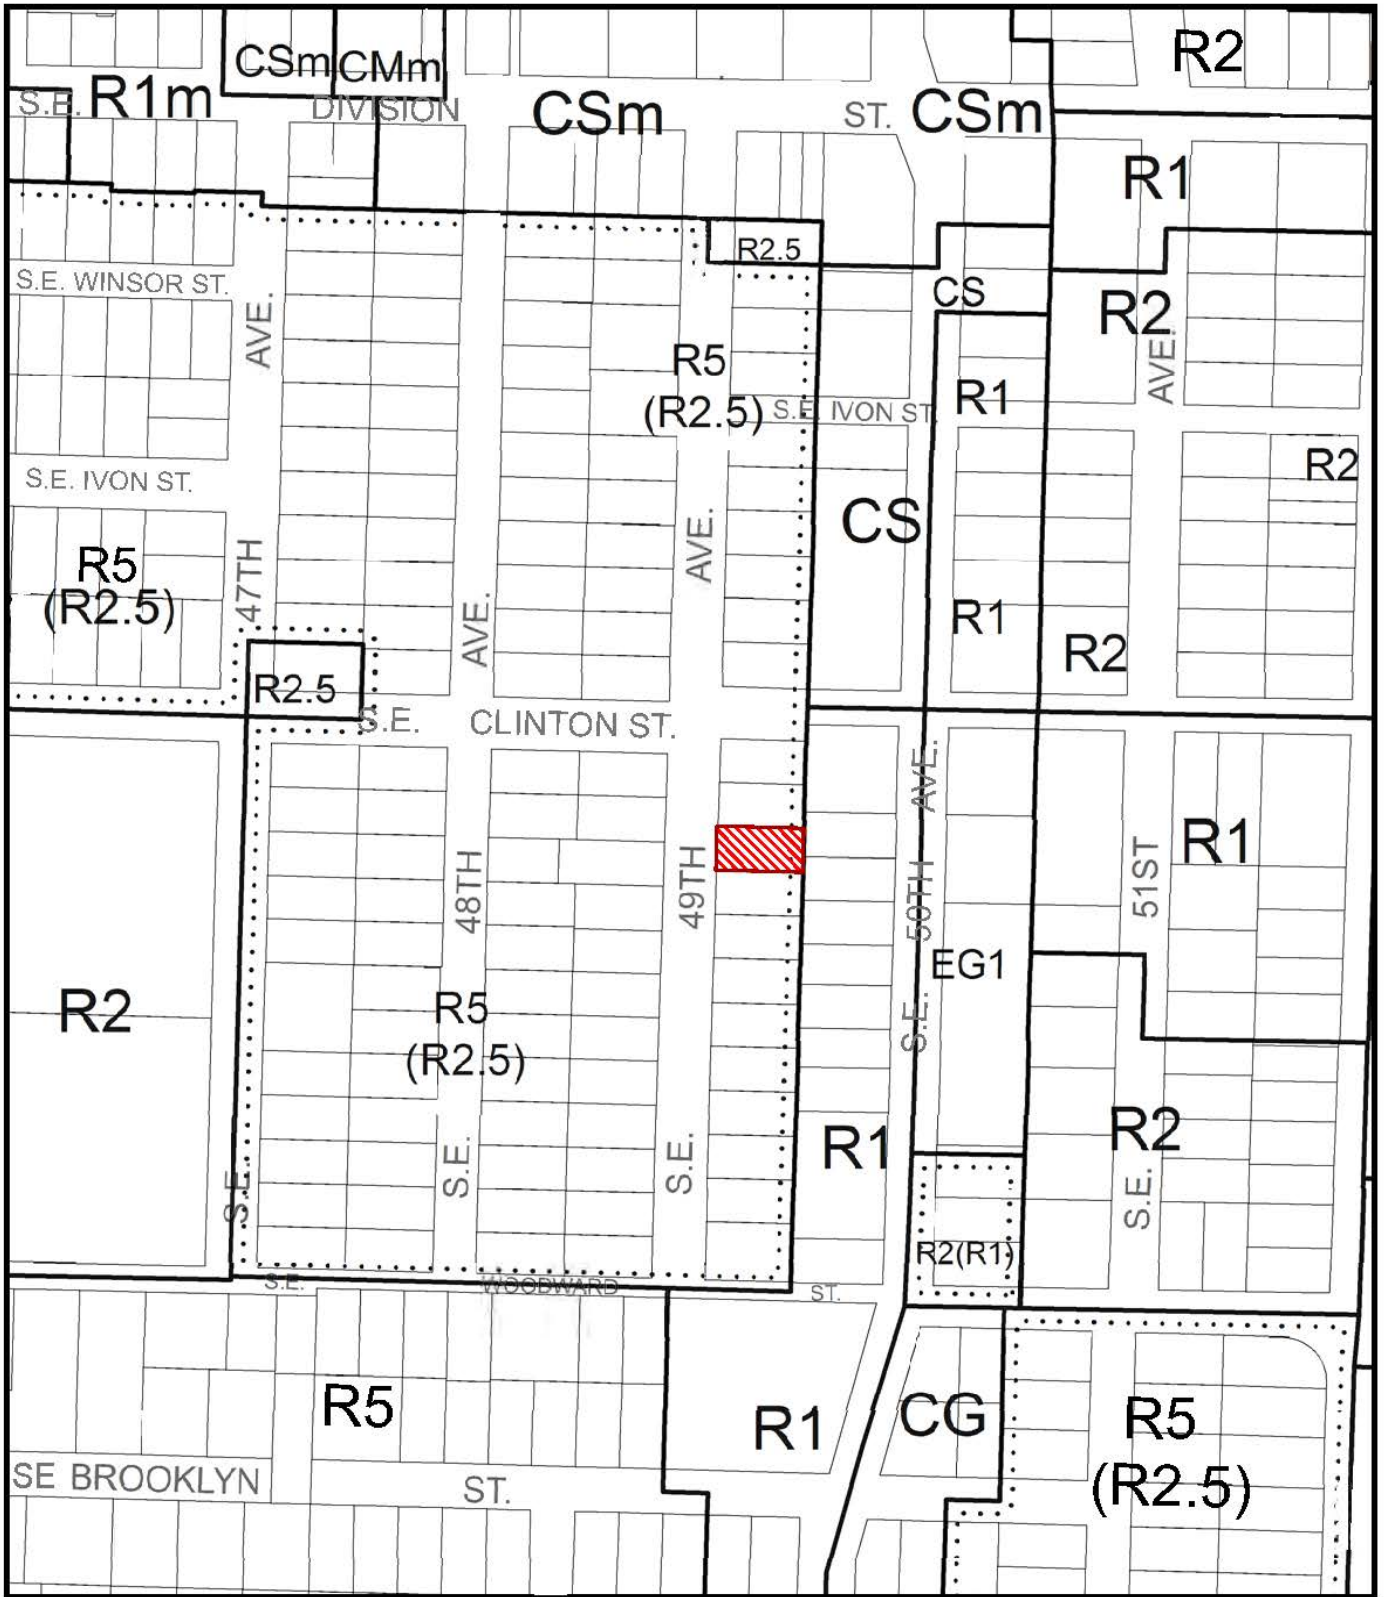 R2
CSm
CMm
S.E.
R1m
DIVISION
CSm
ST.
CSm
R1
R2.5
S.E. WINSOR ST.
CS
R2
AVE.
AVE.
R5
(R2.5)
S.E. IVON ST.
R1
R2
S.E. IVON ST.
CS
AVE.
R5
(R2.5)
47TH
AVE.
R1
R2
R2.5
S.E.
CLINTON ST.
AVE.
R1
48TH
49TH
51ST
50TH
EG1
R2
R5
(R2.5)
S.E.
R1
R2
S.E.
S.E.
S.E.
S.E.
R2(R1)
S.E.
WOODWARD
ST.
R5
R1
CG
R5
(R2.5)
SE BROOKLYN
ST.